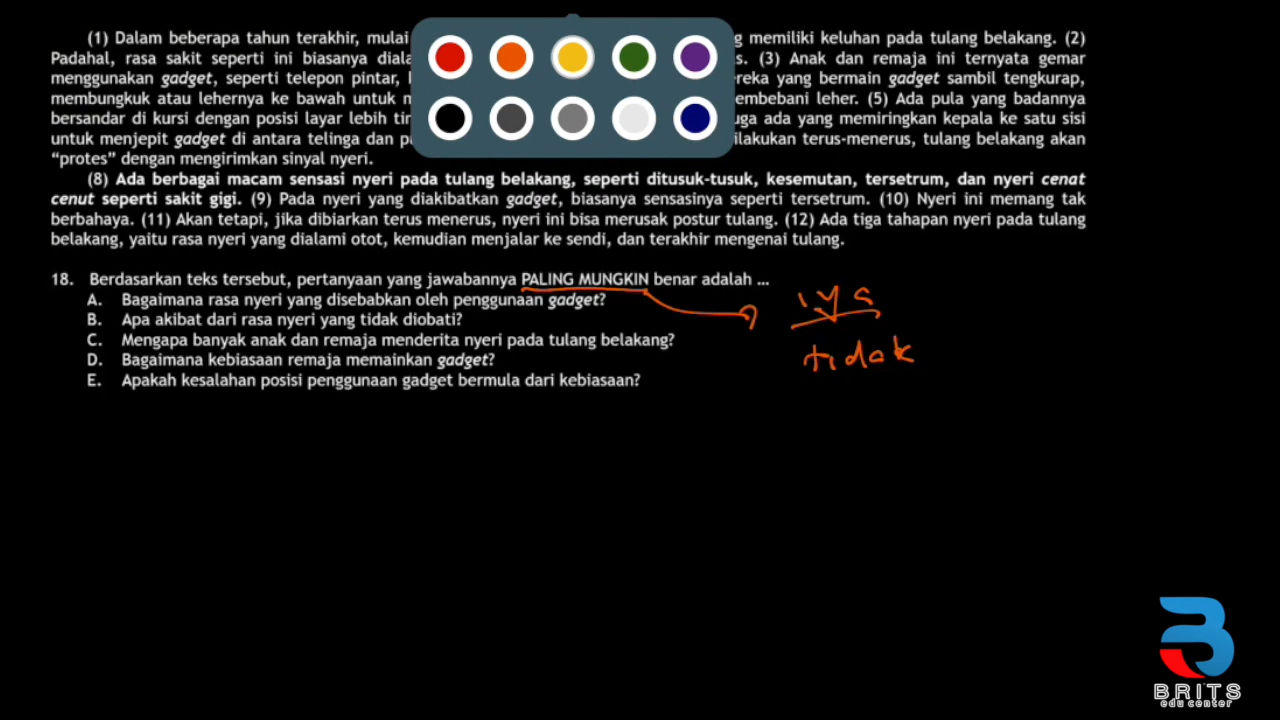 (1) Dalam beberapa tahun terakhir, mulai memiliki keluhan pada tulang belakang. (2)
Padahal, rasa sakit seperti ini biasanya (3) Anak dan remaja ini ternyata gemar
menggunakan gadget, seperti telepon pintar, yang bermain gadget sambil tengkurap,
membungkuk atau lehernya ke bawah untuk leher. (5) Ada pula yang badannya
bersandar di kursi dengan posisi layar lebih ada yang memiringkan kepala ke satu sisi
untuk menjepit gadget di antara telinga dan terus-menerus, tulang belakang akan
“protes” dengan mengirimkan sinyal nyeri.
(8) Ada berbagai macam sensasi nyeri pada tulang belakang, seperti ditusuk-tusuk, kesemutan, tersetrum, dan nyeri cenat
cenut seperti sakit gigi. (9) Pada nyeri yang diakibatkan gadget, biasanya sensasinya seperti tersetrum. (10) Nyeri ini memang tak
berbahaya. (11) Akan tetapi, jika dibiarkan terus menerus, nyeri ini bisa merusak postur tulang. (12) Ada tiga tahapan nyeri pada tulang
belakang, yaitu rasa nyeri yang dialami otot, kemudian menjalar ke sendi, dan terakhir mengenai tulang.
18. Berdasarkan teks tersebut, pertanyaan yang jawabannya PALING MUNGKIN benar adalah ...
A. Bagaimana rasa nyeri yang disebabkan oleh penggunaan gadget?
B. Apa akibat dari rasa nyeri yang tidak diobati?
C. Mengapa banyak anak dan remaja menderita nyeri pada tulang belakang?
D. Bagaimana kebiasaan remaja memainkan gadget?
E. Apakah kesalahan posisi penggunaan gadget bermula dari kebiasaan?
iya
tidak
BRITS
edu center